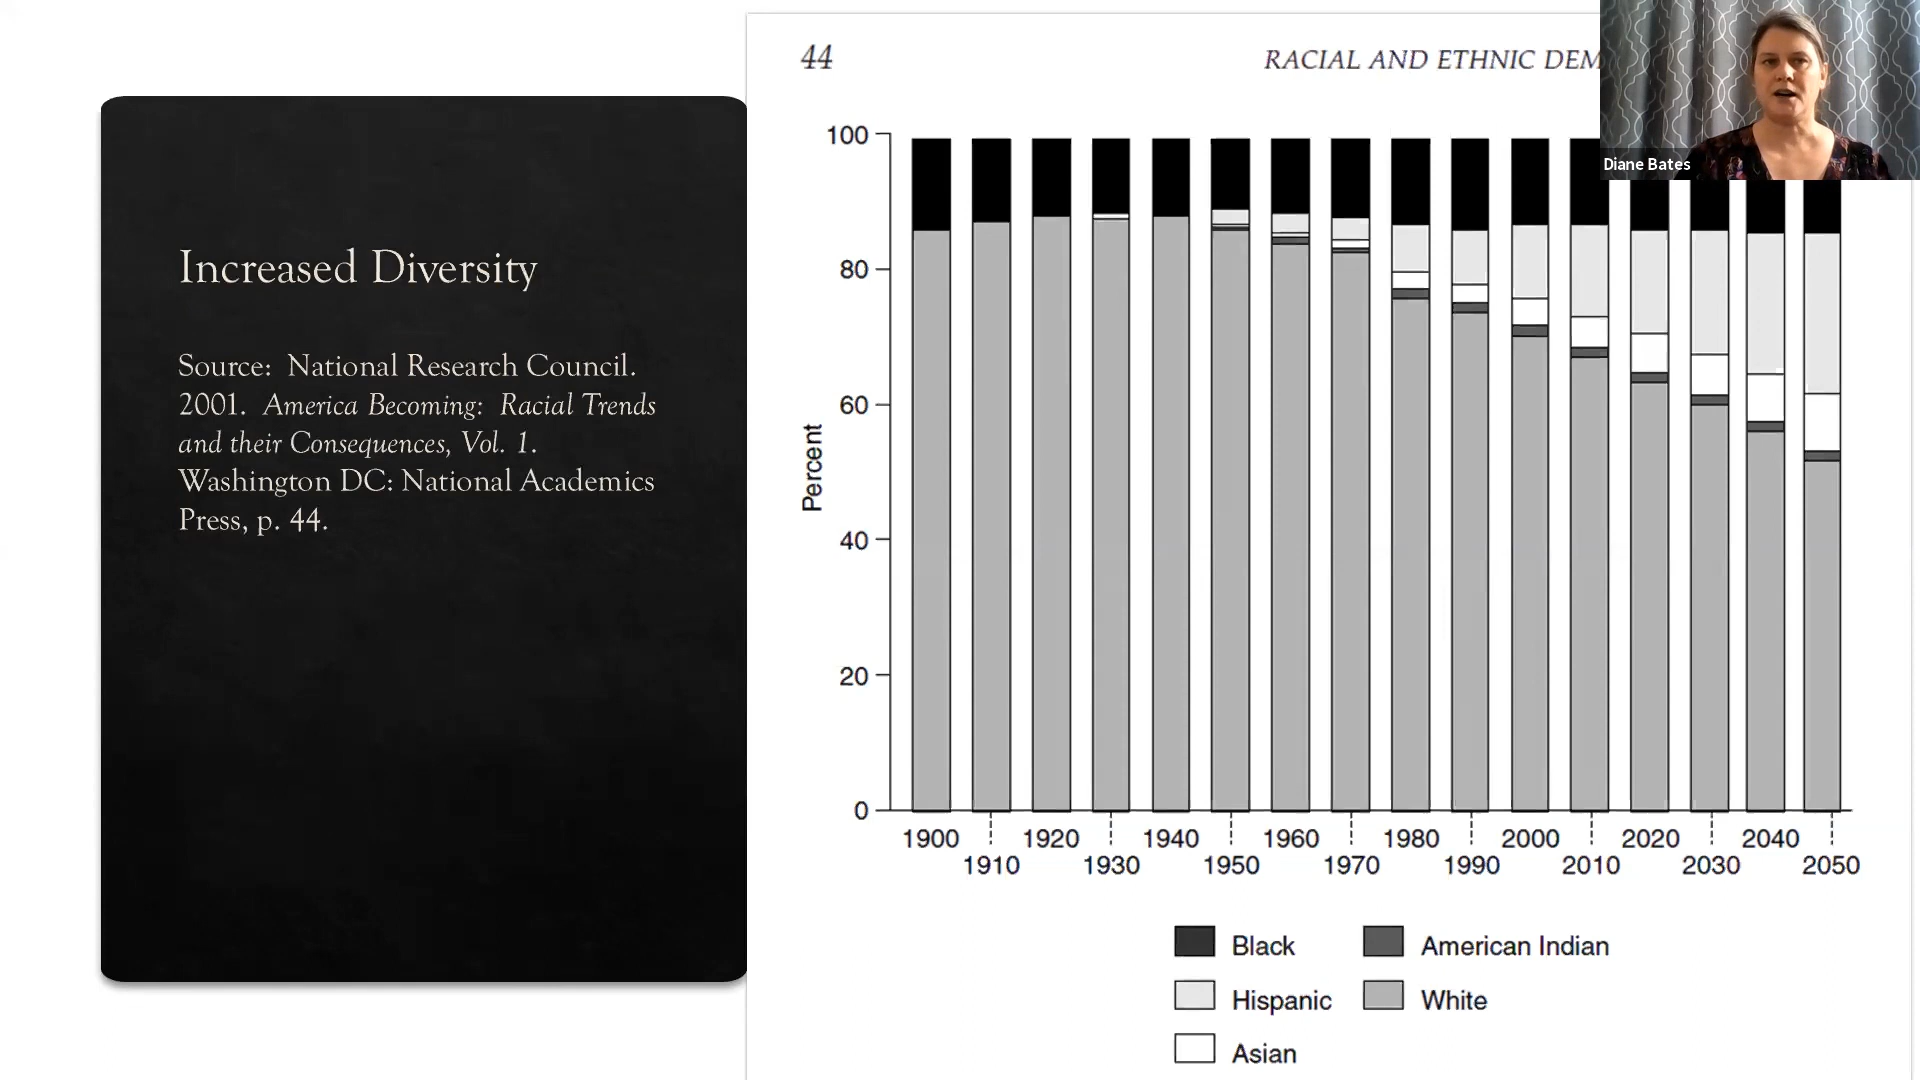 Increased Diversity
Source:  National Research Council.
2001.  America Becoming:  Racial Trends
and their Consequences, Vol. 1.
Washington DC: National Academics
Press, p. 44.
44
RACIAL AND ETHNIC DEM
Diane Bates
100
80
60
40
20
0
Percent
1900 1920 1940 1960 1980 2000 2020 2040
1910 1930 1950 1970 1990 2010 2030 2050
Black American Indian
Hispanic White
Asian